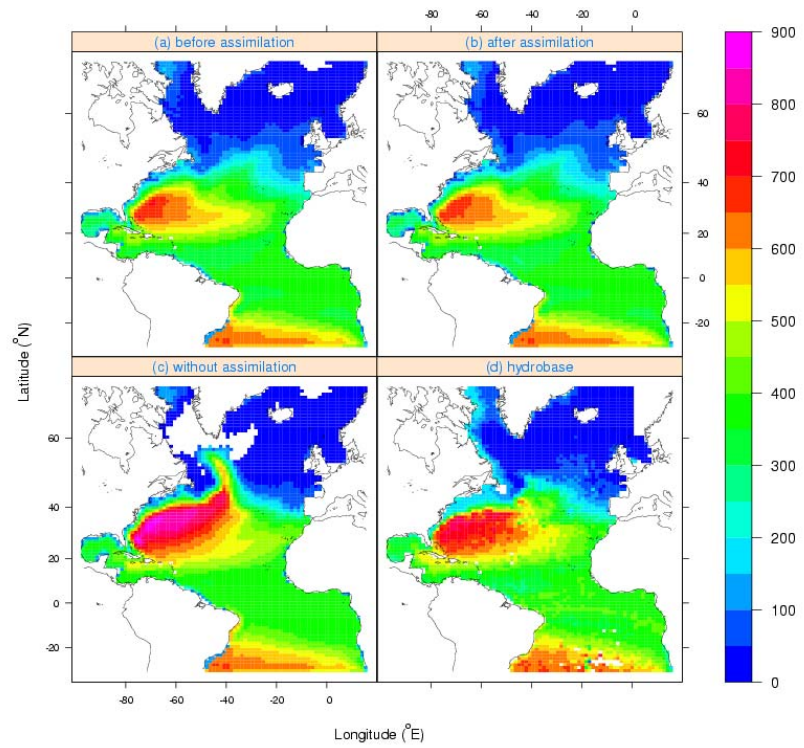 -80 -60 -40 -20 0
(a) before assimilation
(b) after assimilation
60
40
20
0
-20
(c) without assimilation
(d) hydrobase
60
40
20
0
-20
-80 -60 -40 -20 0
Latitude (°N)
Longitude (°E)
900
800
700
600
500
400
300
200
100
0